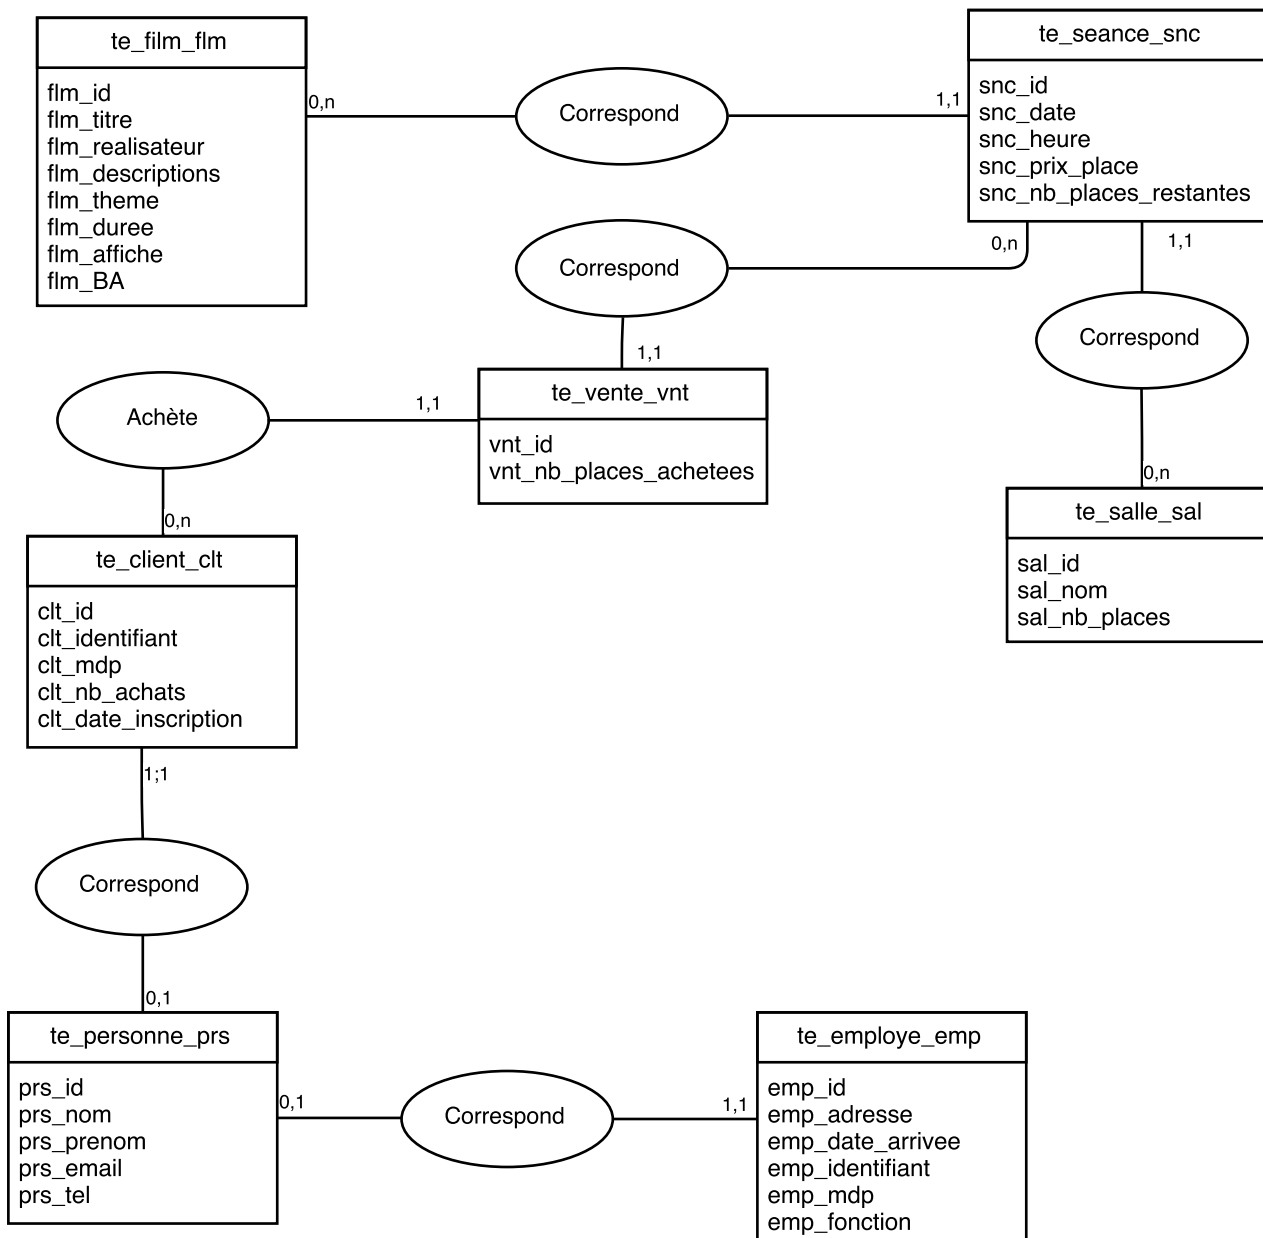 te_film_flm
flm_id
flm_titre
flm_realisateur
flm_descriptions
flm_theme
flm_duree
flm_affiche
flm_BA
0,n
Correspond
1,1
te_seance_snc
snc_id
snc_date
snc_heure
snc_prix_place
snc_nb_places_restantes
0,n
1,1
Correspond
1,1
Correspond
0,n
te_vente_vnt
vnt_id
vnt_nb_places_achetees
1,1
Achète
0,n
te_salle_sal
sal_id
sal_nom
sal_nb_places
te_client_clt
clt_id
clt_identifiant
clt_mdp
clt_nb_achats
clt_date_inscription
1;1
Correspond
0,1
te_personne_prs
prs_id
prs_nom
prs_prenom
prs_email
prs_tel
0,1
Correspond
1,1
te_employe_emp
emp_id
emp_adresse
emp_date_arrivee
emp_identifiant
emp_mdp
emp_fonction